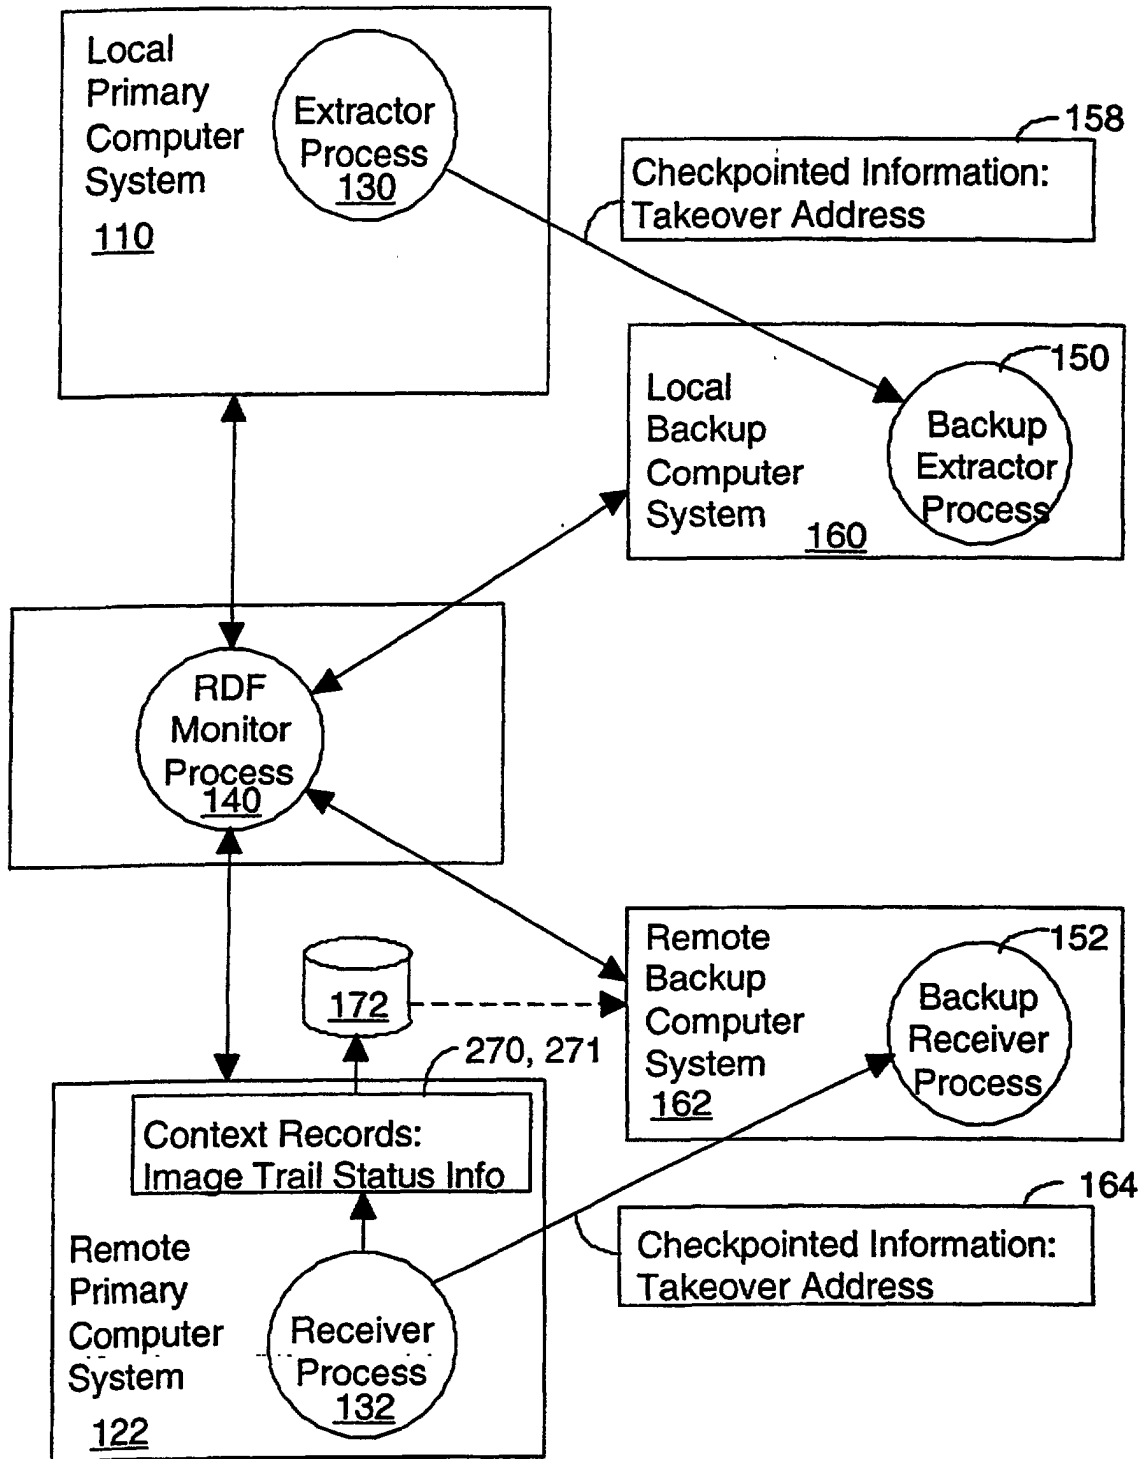 Local
Primary
Computer
System
110
Extractor
Process
130
158
Checkpointed Information:
Takeover Address
150
Local
Backup
Computer
System
160
Backup
Extractor
Process
RDF
Monitor
Process
140
172
270, 271
Remote
Backup
Computer
System
162
152
Backup
Receiver
Process
Context Records:
Image Trail Status Info
164
Checkpointed Information:
Takeover Address
Remote
Primary
Computer
System
122
Receiver
Process
132